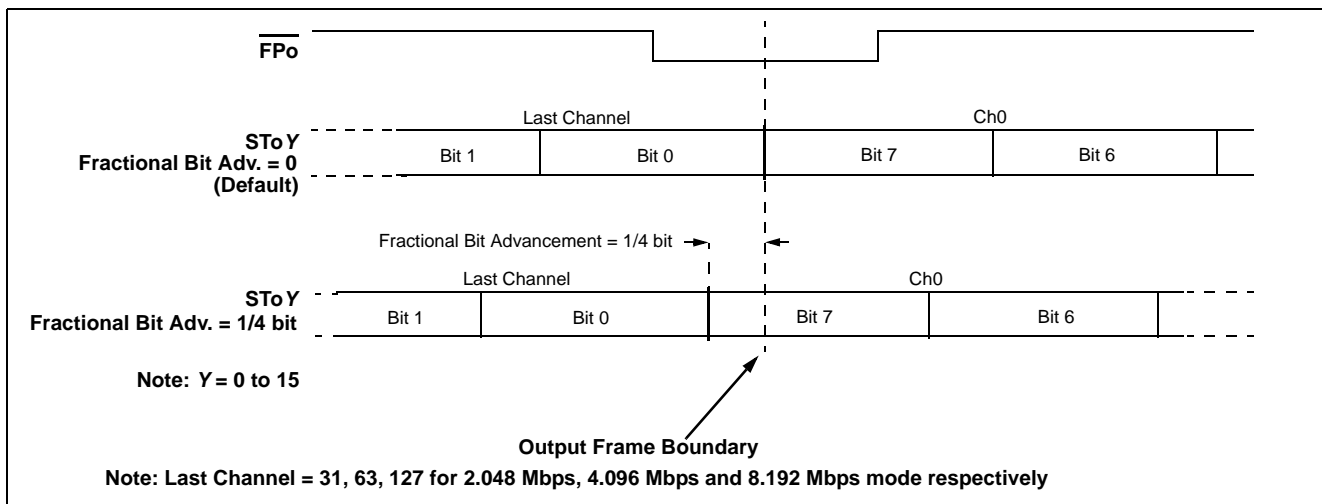 FPo
Last Channel Ch0
SToY
Fractional Bit Adv. = 0
(Default)
Bit 1 Bit 0 Bit 7 Bit 6
Fractional Bit Advancement = 1/4 bit
Last Channel Ch0
SToY
Fractional Bit Adv. = 1/4 bit
Bit 1 Bit 0 Bit 7 Bit 6
Note: Y = 0 to 15
Output Frame Boundary
Note: Last Channel = 31, 63, 127 for 2.048 Mbps, 4.096 Mbps and 8.192 Mbps mode respectively